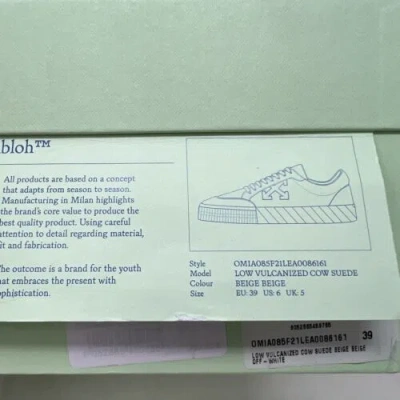 bloh™
All products are based on a concept
that adapts from season to season.
Manufacturing in Milan highlights
the brand's core value to produce the
best quality product. Using careful
attention to detail regarding material,
fit and fabrication.
The outcome is a brand for the youth
that embraces the present with
sophistication.
Style OMIA085F21LEA0086161
Model LOW VULCANIZED COW SUEDE
Colour BEIGE BEIGE
Size EU: 39 US: 6 UK: 5
OMIA085F21LEA0086161 39
LOW VULCANIZED COW SUEDE BEIGE BEIGE
OFF - WHITE